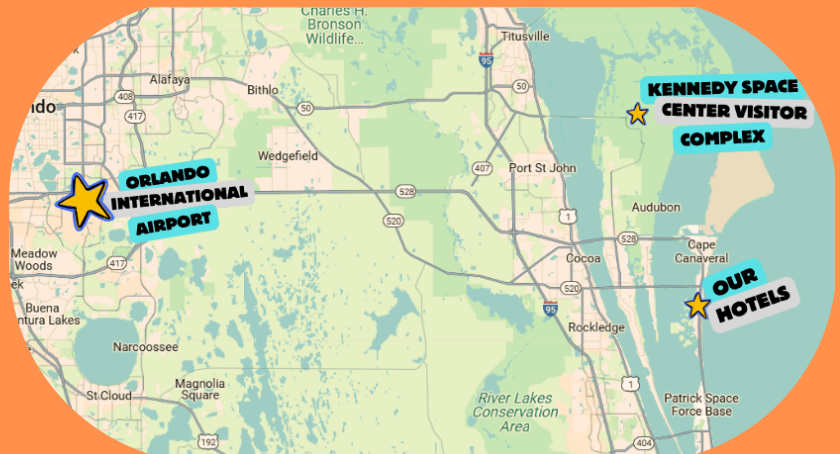 Charles H.
Bronson
Wildlife...
Titusville
95
Alafaya
Bithlo
50
50
408
417
ndo
KENNEDY SPACE
CENTER VISITOR
COMPLEX
Wedgefield
407
Port St John
ORLANDO
INTERNATIONAL
AIRPORT
528
Audubon
520
1
528
Cape
Canaveral
Meadow
Woods
417
Cocoa
ek
520
OUR
HOTELS
95
Buena
ntura Lakes
Rockledge
Narcoossee
Magnolia
Square
St Cloud
1
River Lakes
Conservation
Area
Patrick Space
Force Base
192
404